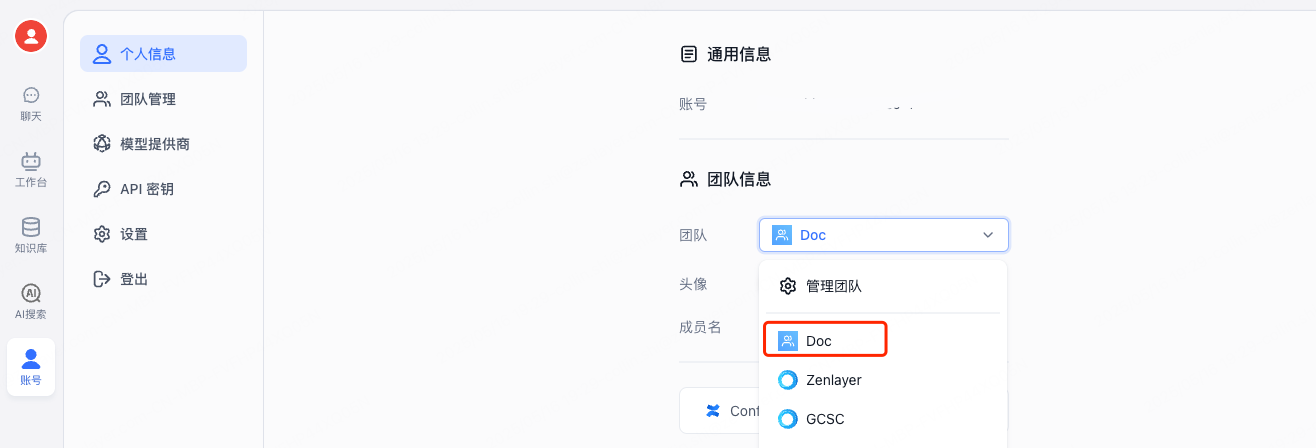 聊天
工作台
知识库
AI搜索
账号
个人信息
团队管理
模型提供商
API 密钥
设置
登出
通用信息
账号
团队信息
团队
Doc
头像
成员名
管理团队
Doc
Zenlayer
GCSC